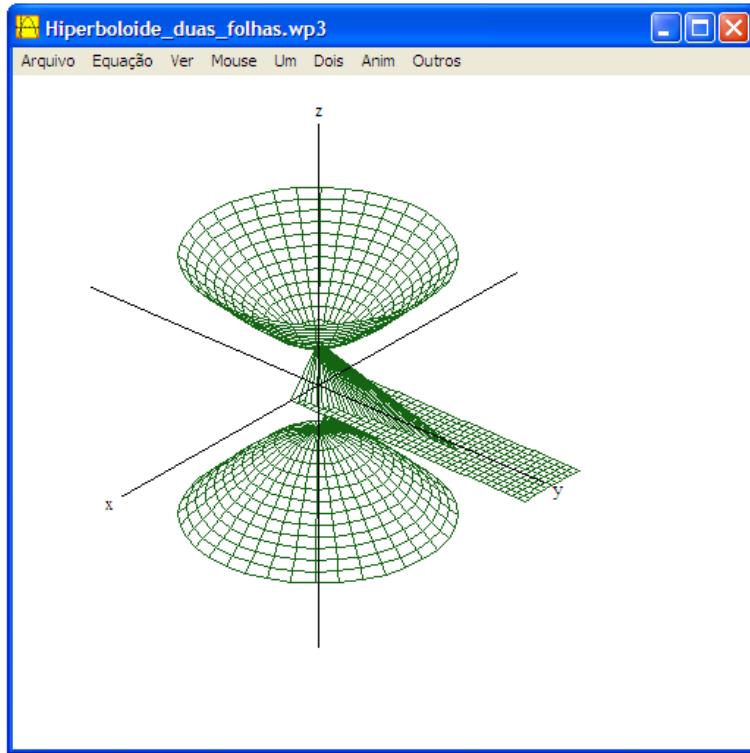 Hiperboloide_duas_folhas.wp3
Arquivo Equação Ver Mouse Um Dois Anim Outros
z
x
y